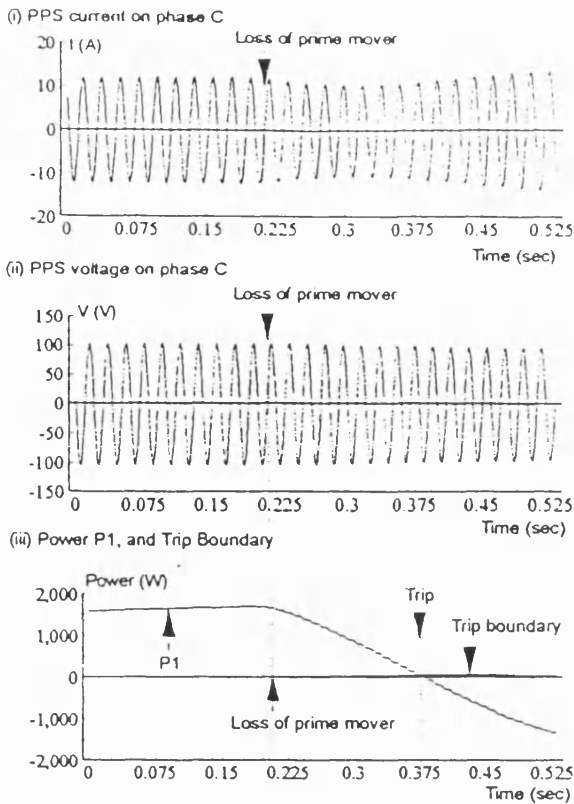 (i) PPS current on phase C
I (A)
Loss of prime mover
20
10
0
-10
-20
0 0.075 0.15 0.225 0.3 0.375 0.45 0.525
Time (sec)
(ii) PPS voltage on phase C
Loss of prime mover
V (V)
150
100
50
0
-50
-100
-150
0 0.075 0.15 0.225 0.3 0.375 0.45 0.525
Time (sec)
(iii) Power P1, and Trip Boundary
Power (W)
Trip
2,000
Trip boundary
1,000
P1
0
Loss of prime mover
-1,000
-2,000
0 0.075 0.15 0.225 0.3 0.375 0.45 0.525
Time (sec)